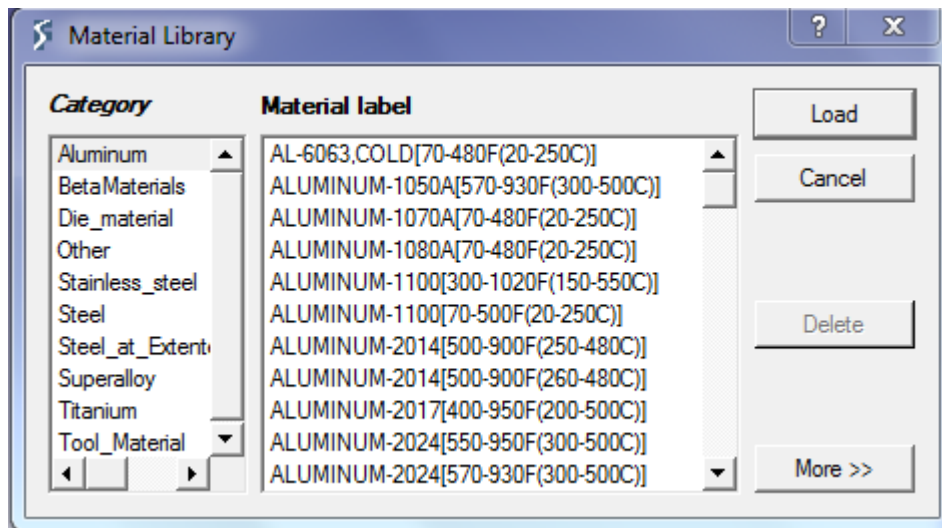 Material Library
Category
Material label
Aluminum
BetaMaterials
Die_material
Other
Stainless_steel
Steel
Steel_at_Extent
Superalloy
Titanium
Tool_Material
AL-6063,COLD[70-480F(20-250C)]
ALUMINUM-1050A[570-930F(300-500C)]
ALUMINUM-1070A[70-480F(20-250C)]
ALUMINUM-1080A[70-480F(20-250C)]
ALUMINUM-1100[300-1020F(150-550C)]
ALUMINUM-1100[70-500F(20-250C)]
ALUMINUM-2014[500-900F(250-480C)]
ALUMINUM-2014[500-900F(260-480C)]
ALUMINUM-2017[400-950F(200-500C)]
ALUMINUM-2024[550-950F(300-500C)]
ALUMINUM-2024[570-930F(300-500C)]
Load
Cancel
Delete
More >>